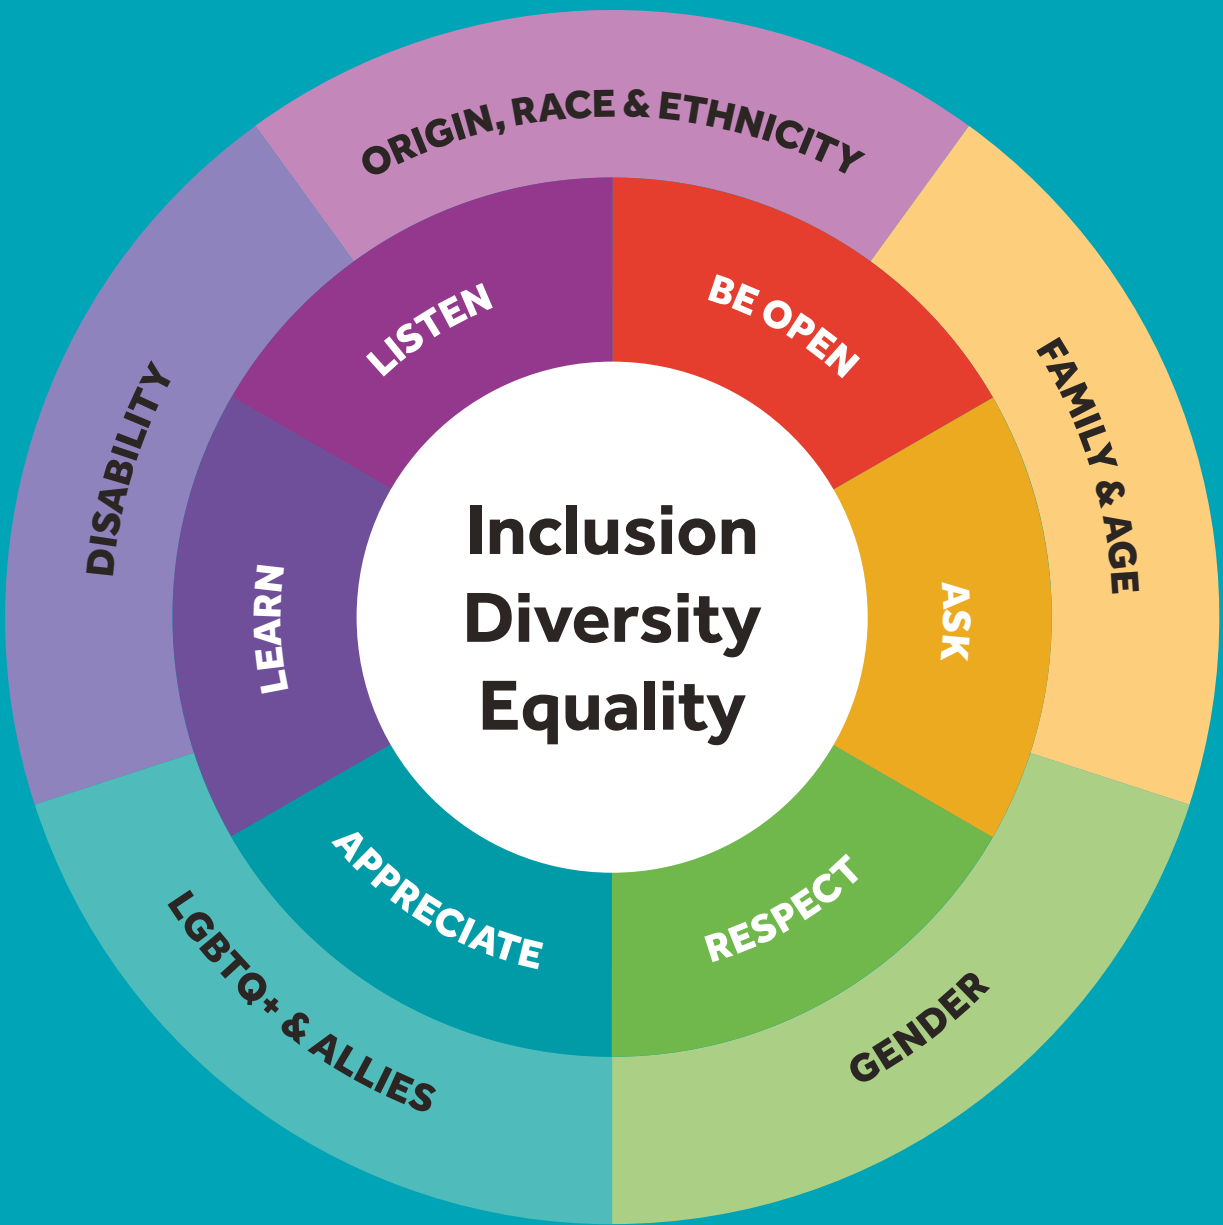 ORIGIN, RACE & ETHNICITY
FAMILY & AGE
GENDER
LGBTQ+ & ALLIES
DISABILITY
LISTEN
BE OPEN
ASK
RESPECT
APPRECIATE
LEARN
Inclusion
Diversity
Equality